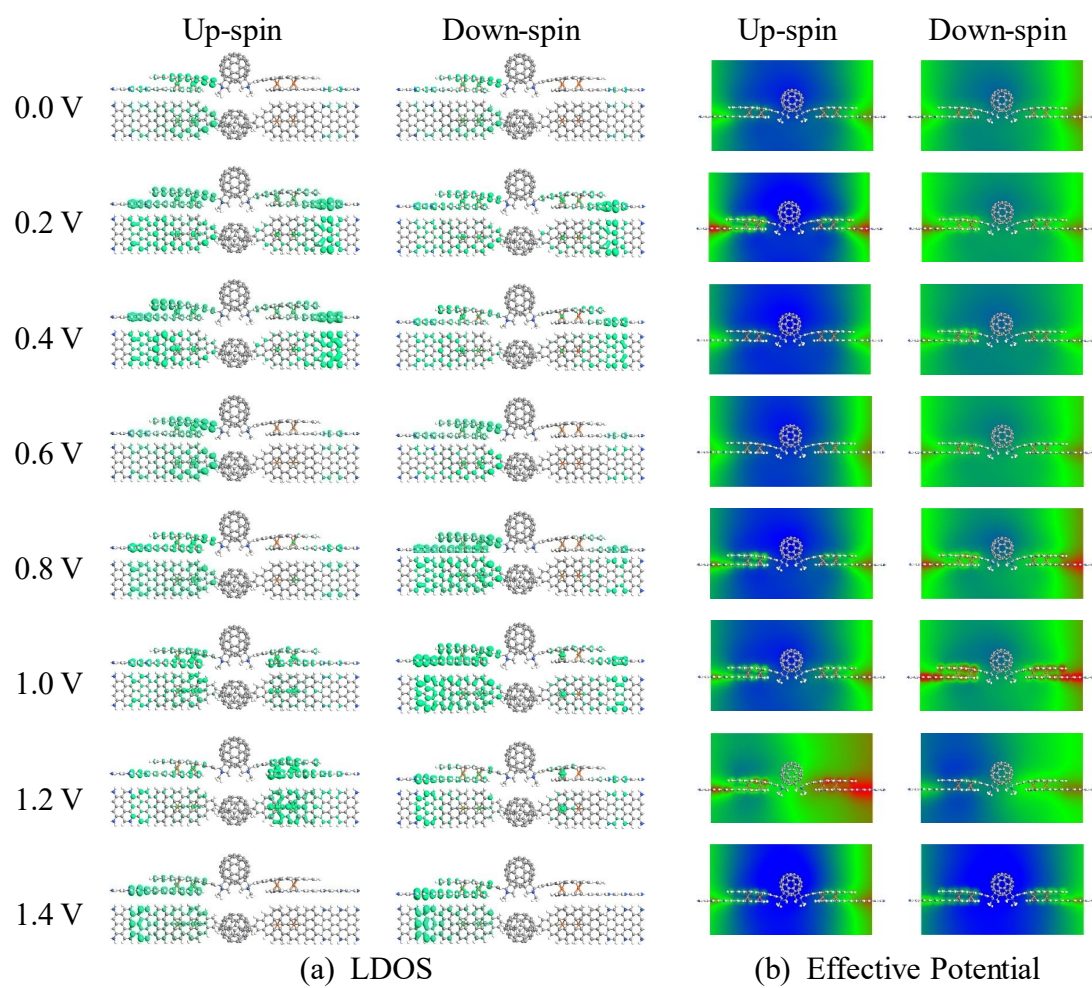 Up-spin Down-spin Up-spin Down-spin
0.0 V
0.2 V
0.4 V
0.6 V
0.8 V
1.0 V
1.2 V
1.4 V
(a) LDOS (b) Effective Potential